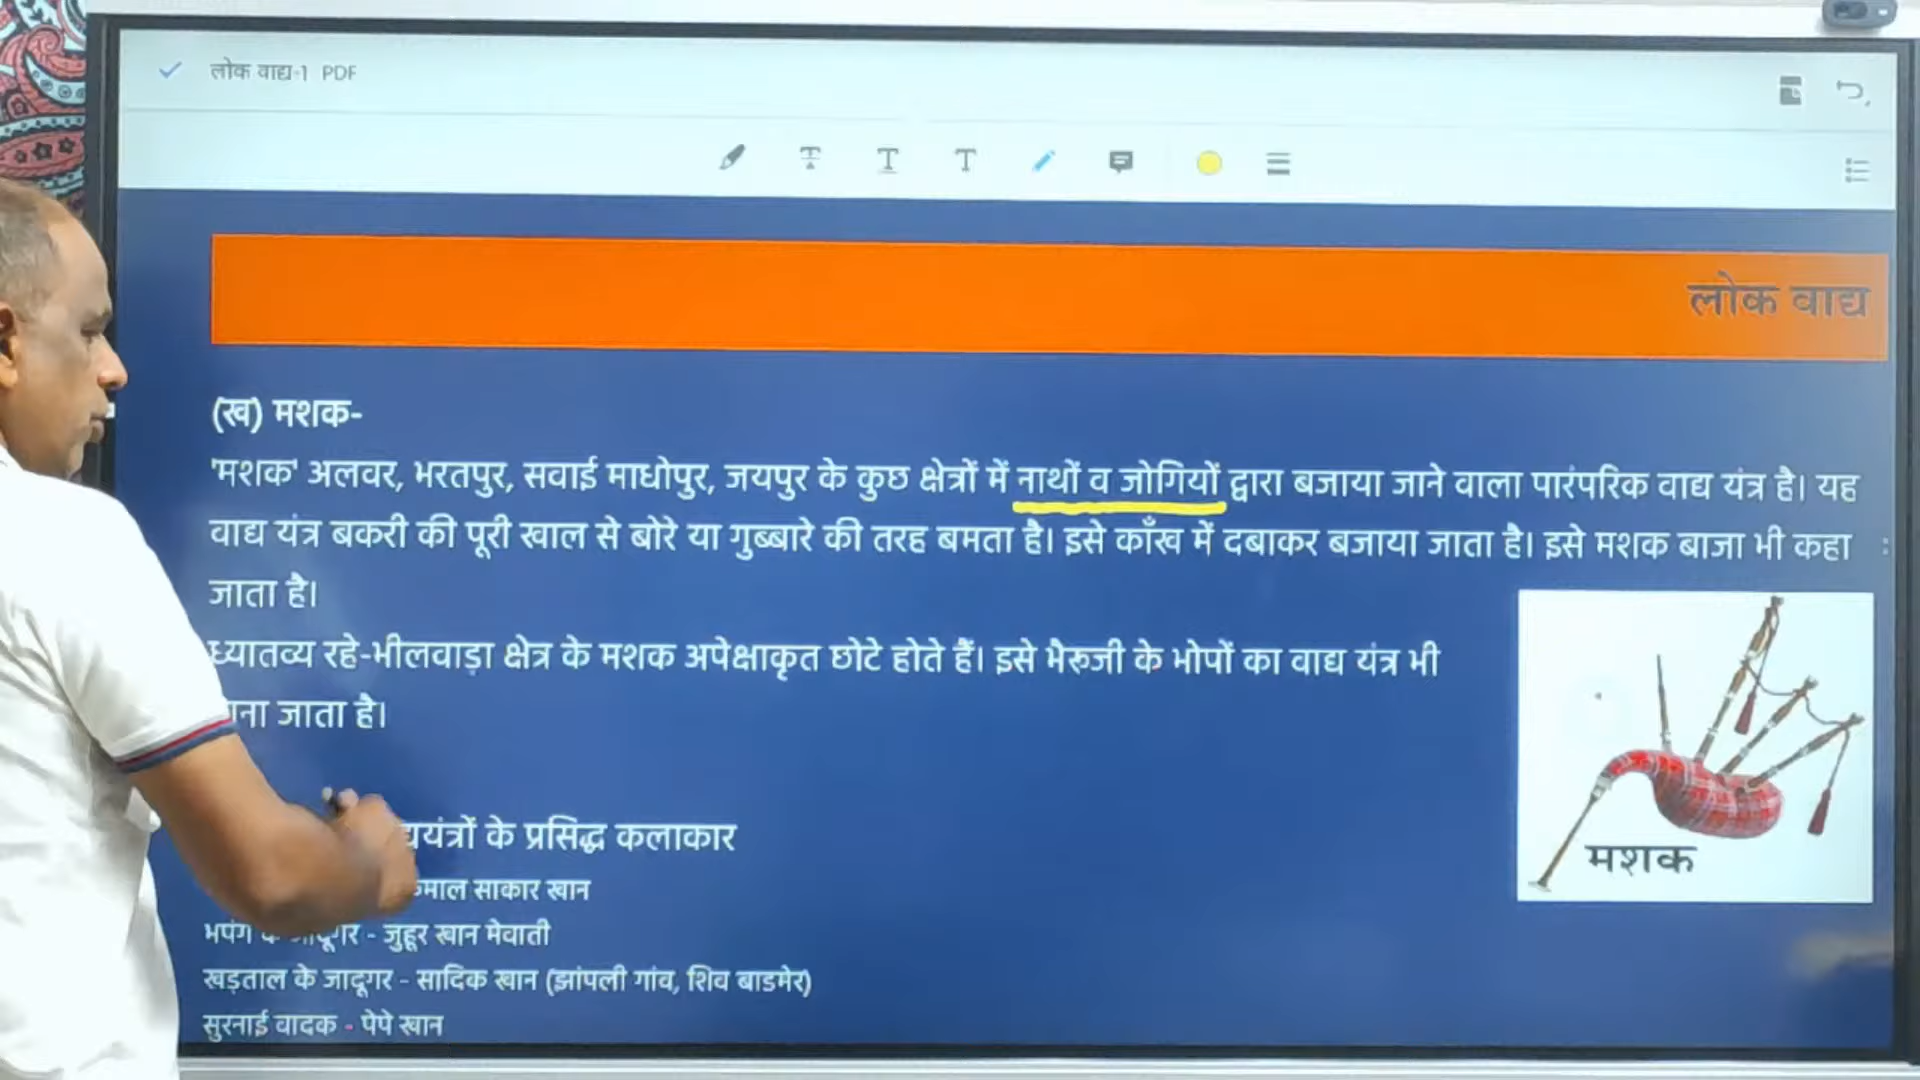 लोक वाद्य-1 PDF
लोक वाद्य
(ख) मशक-
'मशक' अलवर, भरतपुर, सवाई माधोपुर, जयपुर के कुछ क्षेत्रों में नाथों व जोगियों द्वारा बजाया जाने वाला पारंपरिक वाद्य यंत्र है। यह
वाद्य यंत्र बकरी की पूरी खाल से बोरे या गुब्बारे की तरह बमता है। इसे काँख में दबाकर बजाया जाता है। इसे मशक बाजा भी कहा
जाता है।
ध्यातव्य रहे-भीलवाड़ा क्षेत्र के मशक अपेक्षाकृत छोटे होते हैं। इसे भैरूजी के भोपों का वाद्य यंत्र भी
जाता है।
मशक
के प्रसिद्ध कलाकार
साकार खान
भपंग - जुहूर खान मेवाती
खड़ताल के जादूगर - सादिक खान (झांपली गांव, शिव बाडमेर)
सुरनाई वादक - पेपे खान